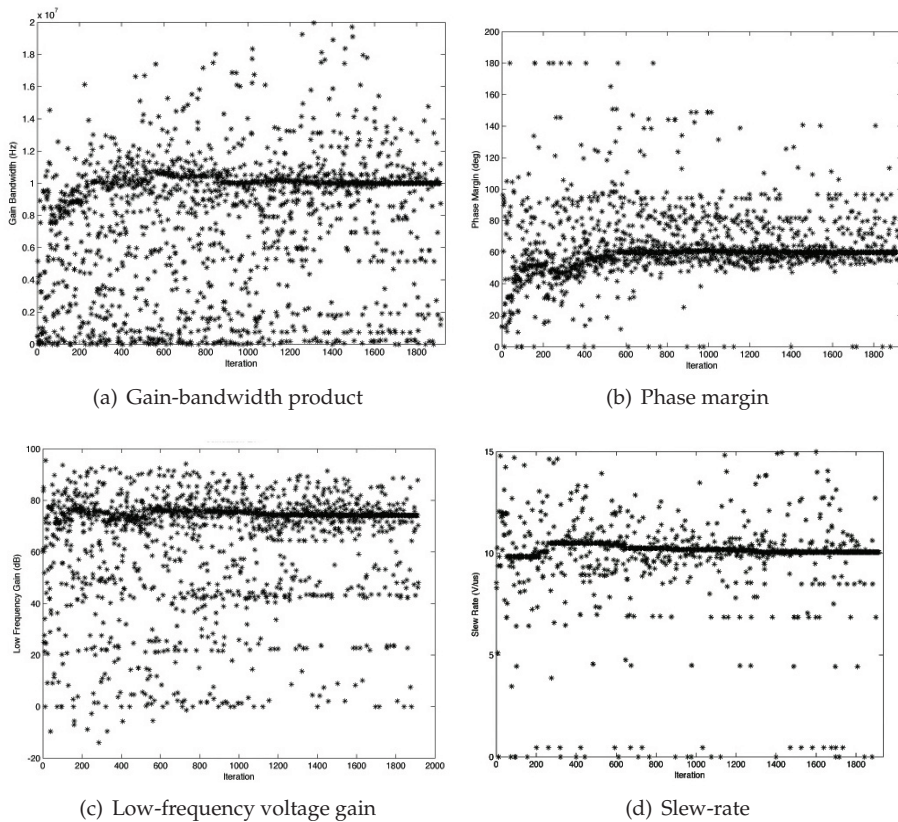 x 10⁷
2
1.8
1.6
1.4
1.2
1
0.8
0.6
0.4
0.2
0
Gain Bandwidth (Hz)
0 200 400 600 800 1000 1200 1400 1600 1800
Iteration
(a) Gain-bandwidth product
200
180
160
140
120
100
80
60
40
20
0
Phase Margin (deg)
0 200 400 600 800 1000 1200 1400 1600 1800
Iteration
(b) Phase margin
100
80
60
40
20
0
-20
Low Frequency Gain (dB)
0 200 400 600 800 1000 1200 1400 1600 1800 2000
Iteration
(c) Low-frequency voltage gain
15
10
5
0
Slew Rate (V/us)
0 200 400 600 800 1000 1200 1400 1600 1800
Iteration
(d) Slew-rate